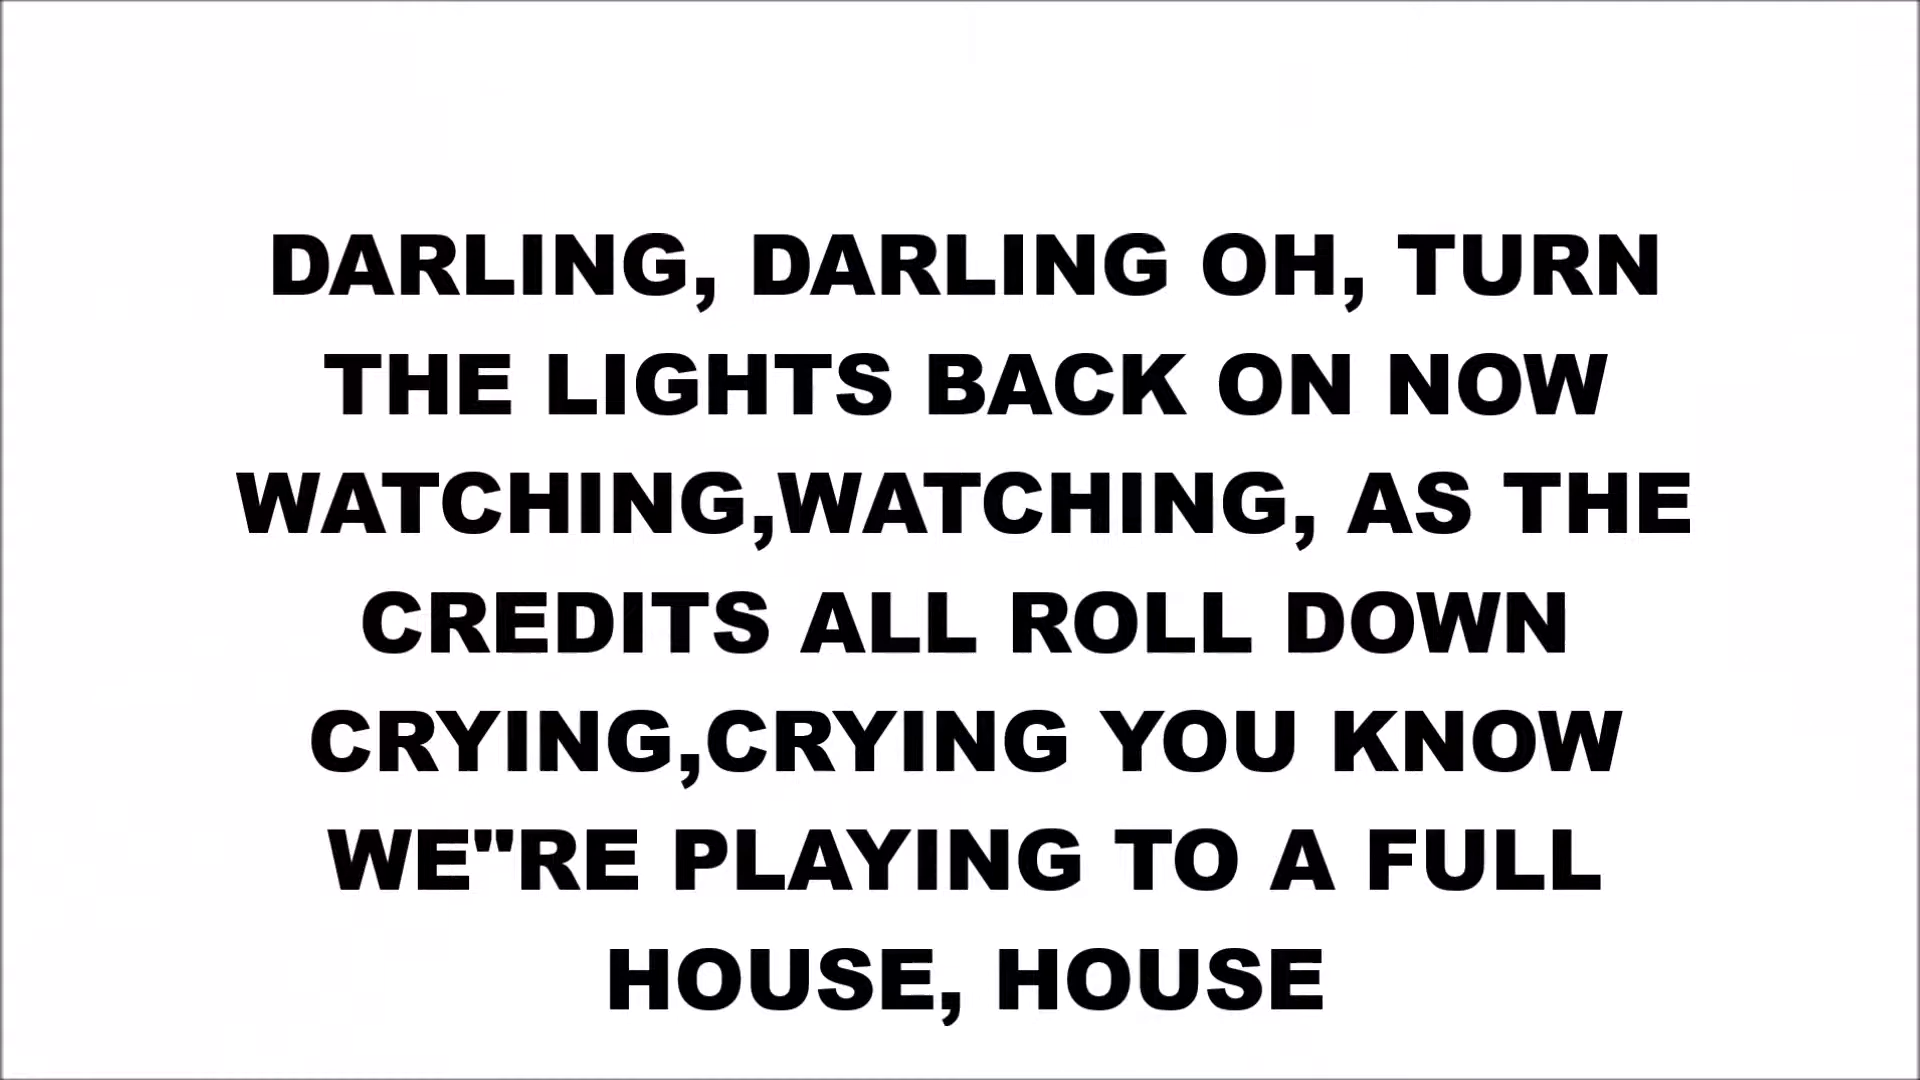 DARLING, DARLING OH, TURN
THE LIGHTS BACK ON NOW
WATCHING,WATCHING, AS THE
CREDITS ALL ROLL DOWN
CRYING,CRYING YOU KNOW
WE"RE PLAYING TO A FULL
HOUSE, HOUSE